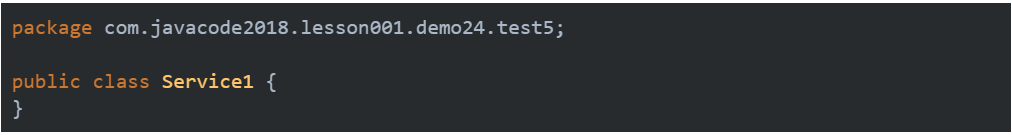 package com.javacode2018.lesson001.demo24.test5;
public class Service1 {
}